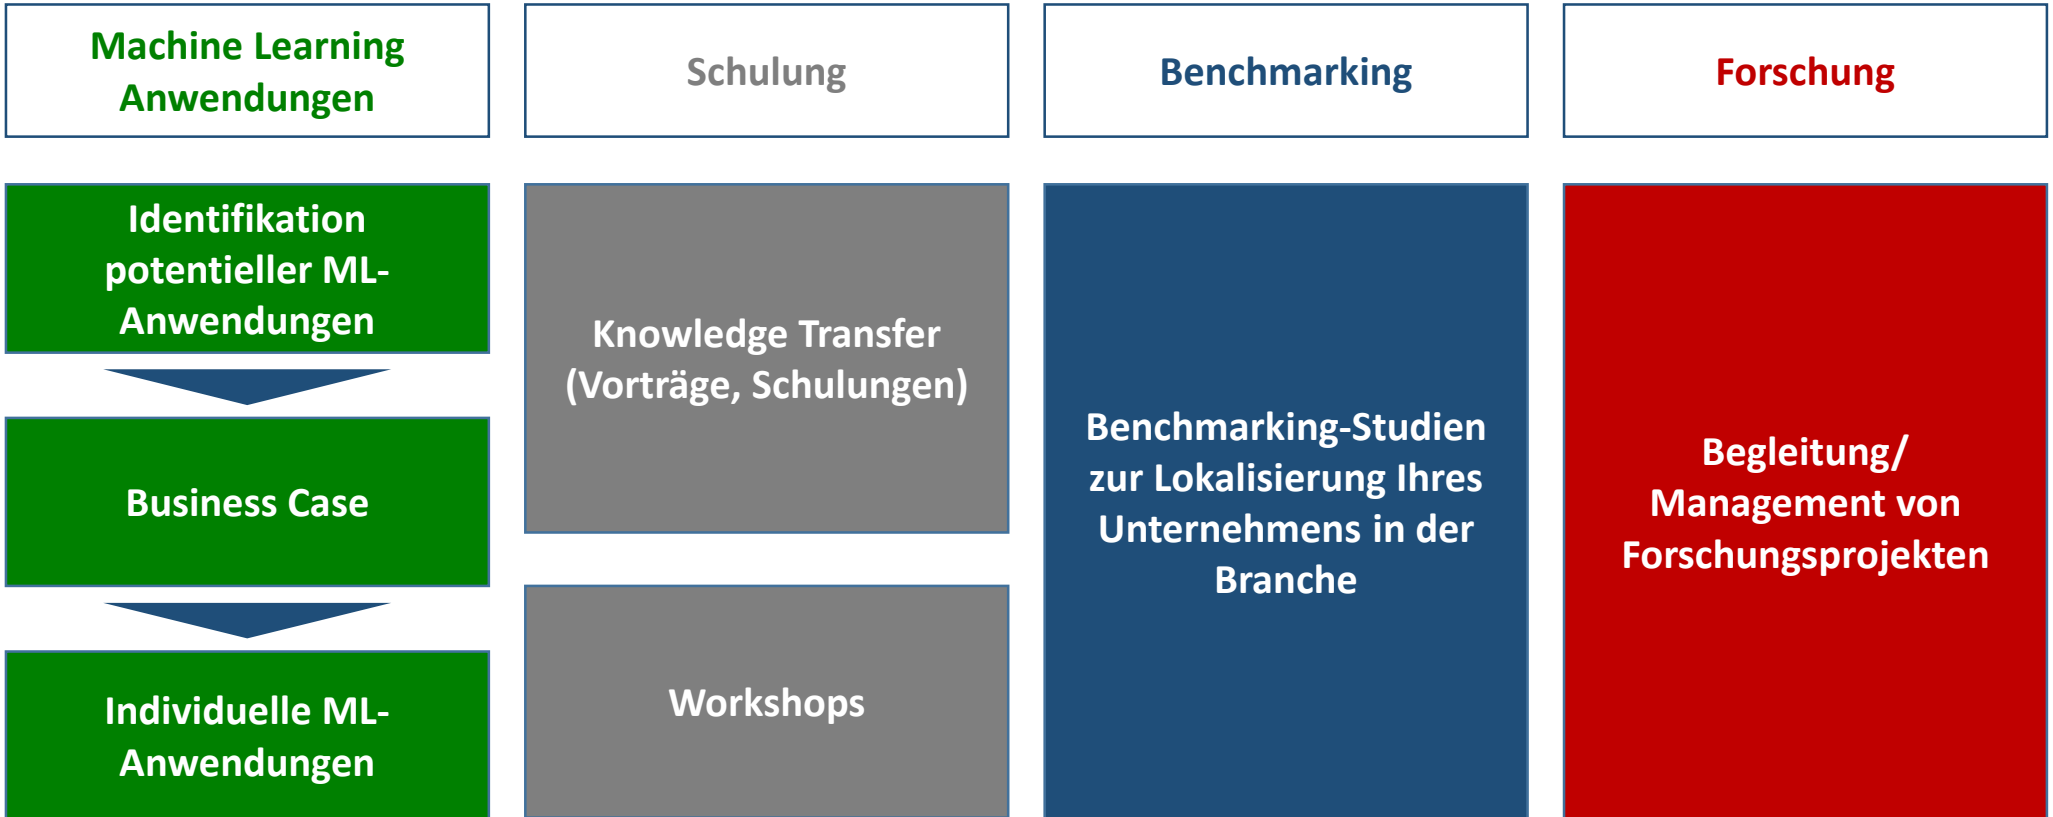 Machine Learning
Anwendungen
Schulung
Benchmarking
Forschung
Identifikation
potentieller ML-
Anwendungen
Business Case
Individuelle ML-
Anwendungen
Knowledge Transfer
(Vorträge, Schulungen)
Workshops
Benchmarking-Studien
zur Lokalisierung Ihres
Unternehmens in der
Branche
Begleitung/
Management von
Forschungsprojekten